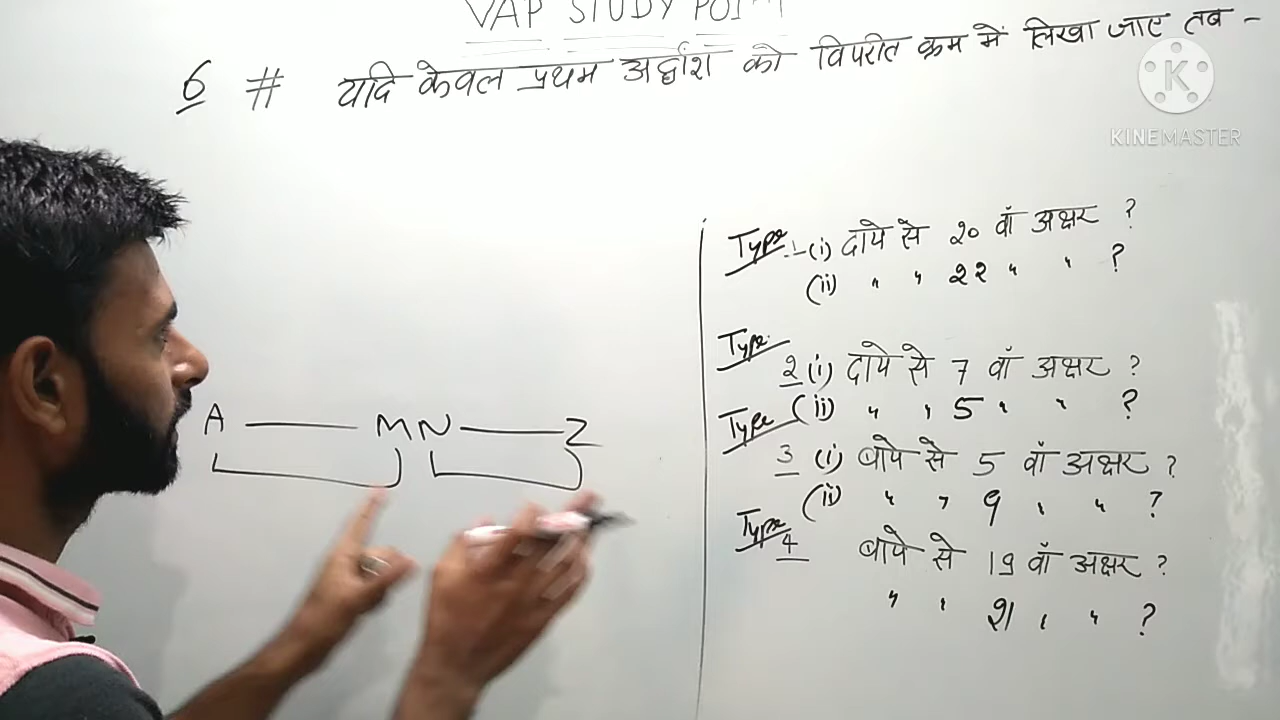 VAP STUDY POINT
6 # यदि केवल प्रथम अर्द्धांश को विपरीत क्रम में लिखा जाए तब -
KINEMASTER
A —— M N —— Z
Type 1 (i) दाये से 20 वाँ अक्षर ?
(ii) " " 22 " " ?
Type 2 (i) दाये से 7 वाँ अक्षर ?
(ii) " " 5 " " ?
Type 3 (i) बाये से 5 वाँ अक्षर ?
(ii) " " 9 " " ?
Type 4 बाये से 19 वाँ अक्षर ?
" " 21 " " ?